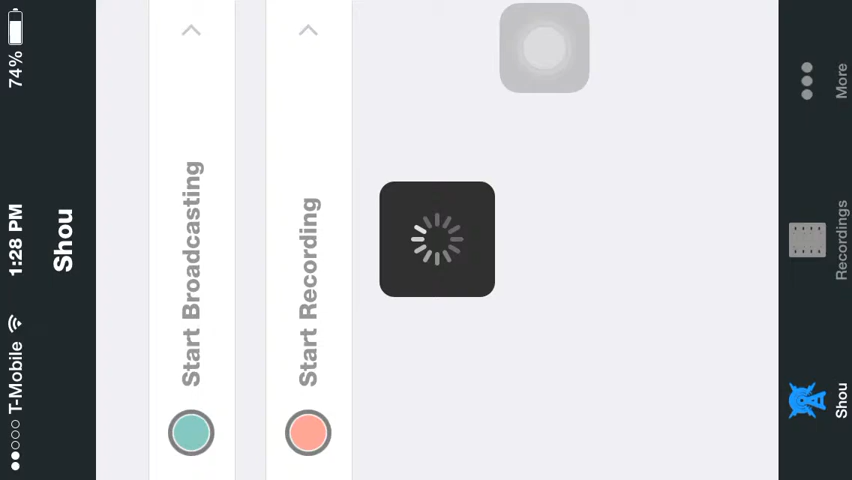 T-Mobile 1:28 PM 74%
Shou
Start Broadcasting
Start Recording
Shou Recordings More